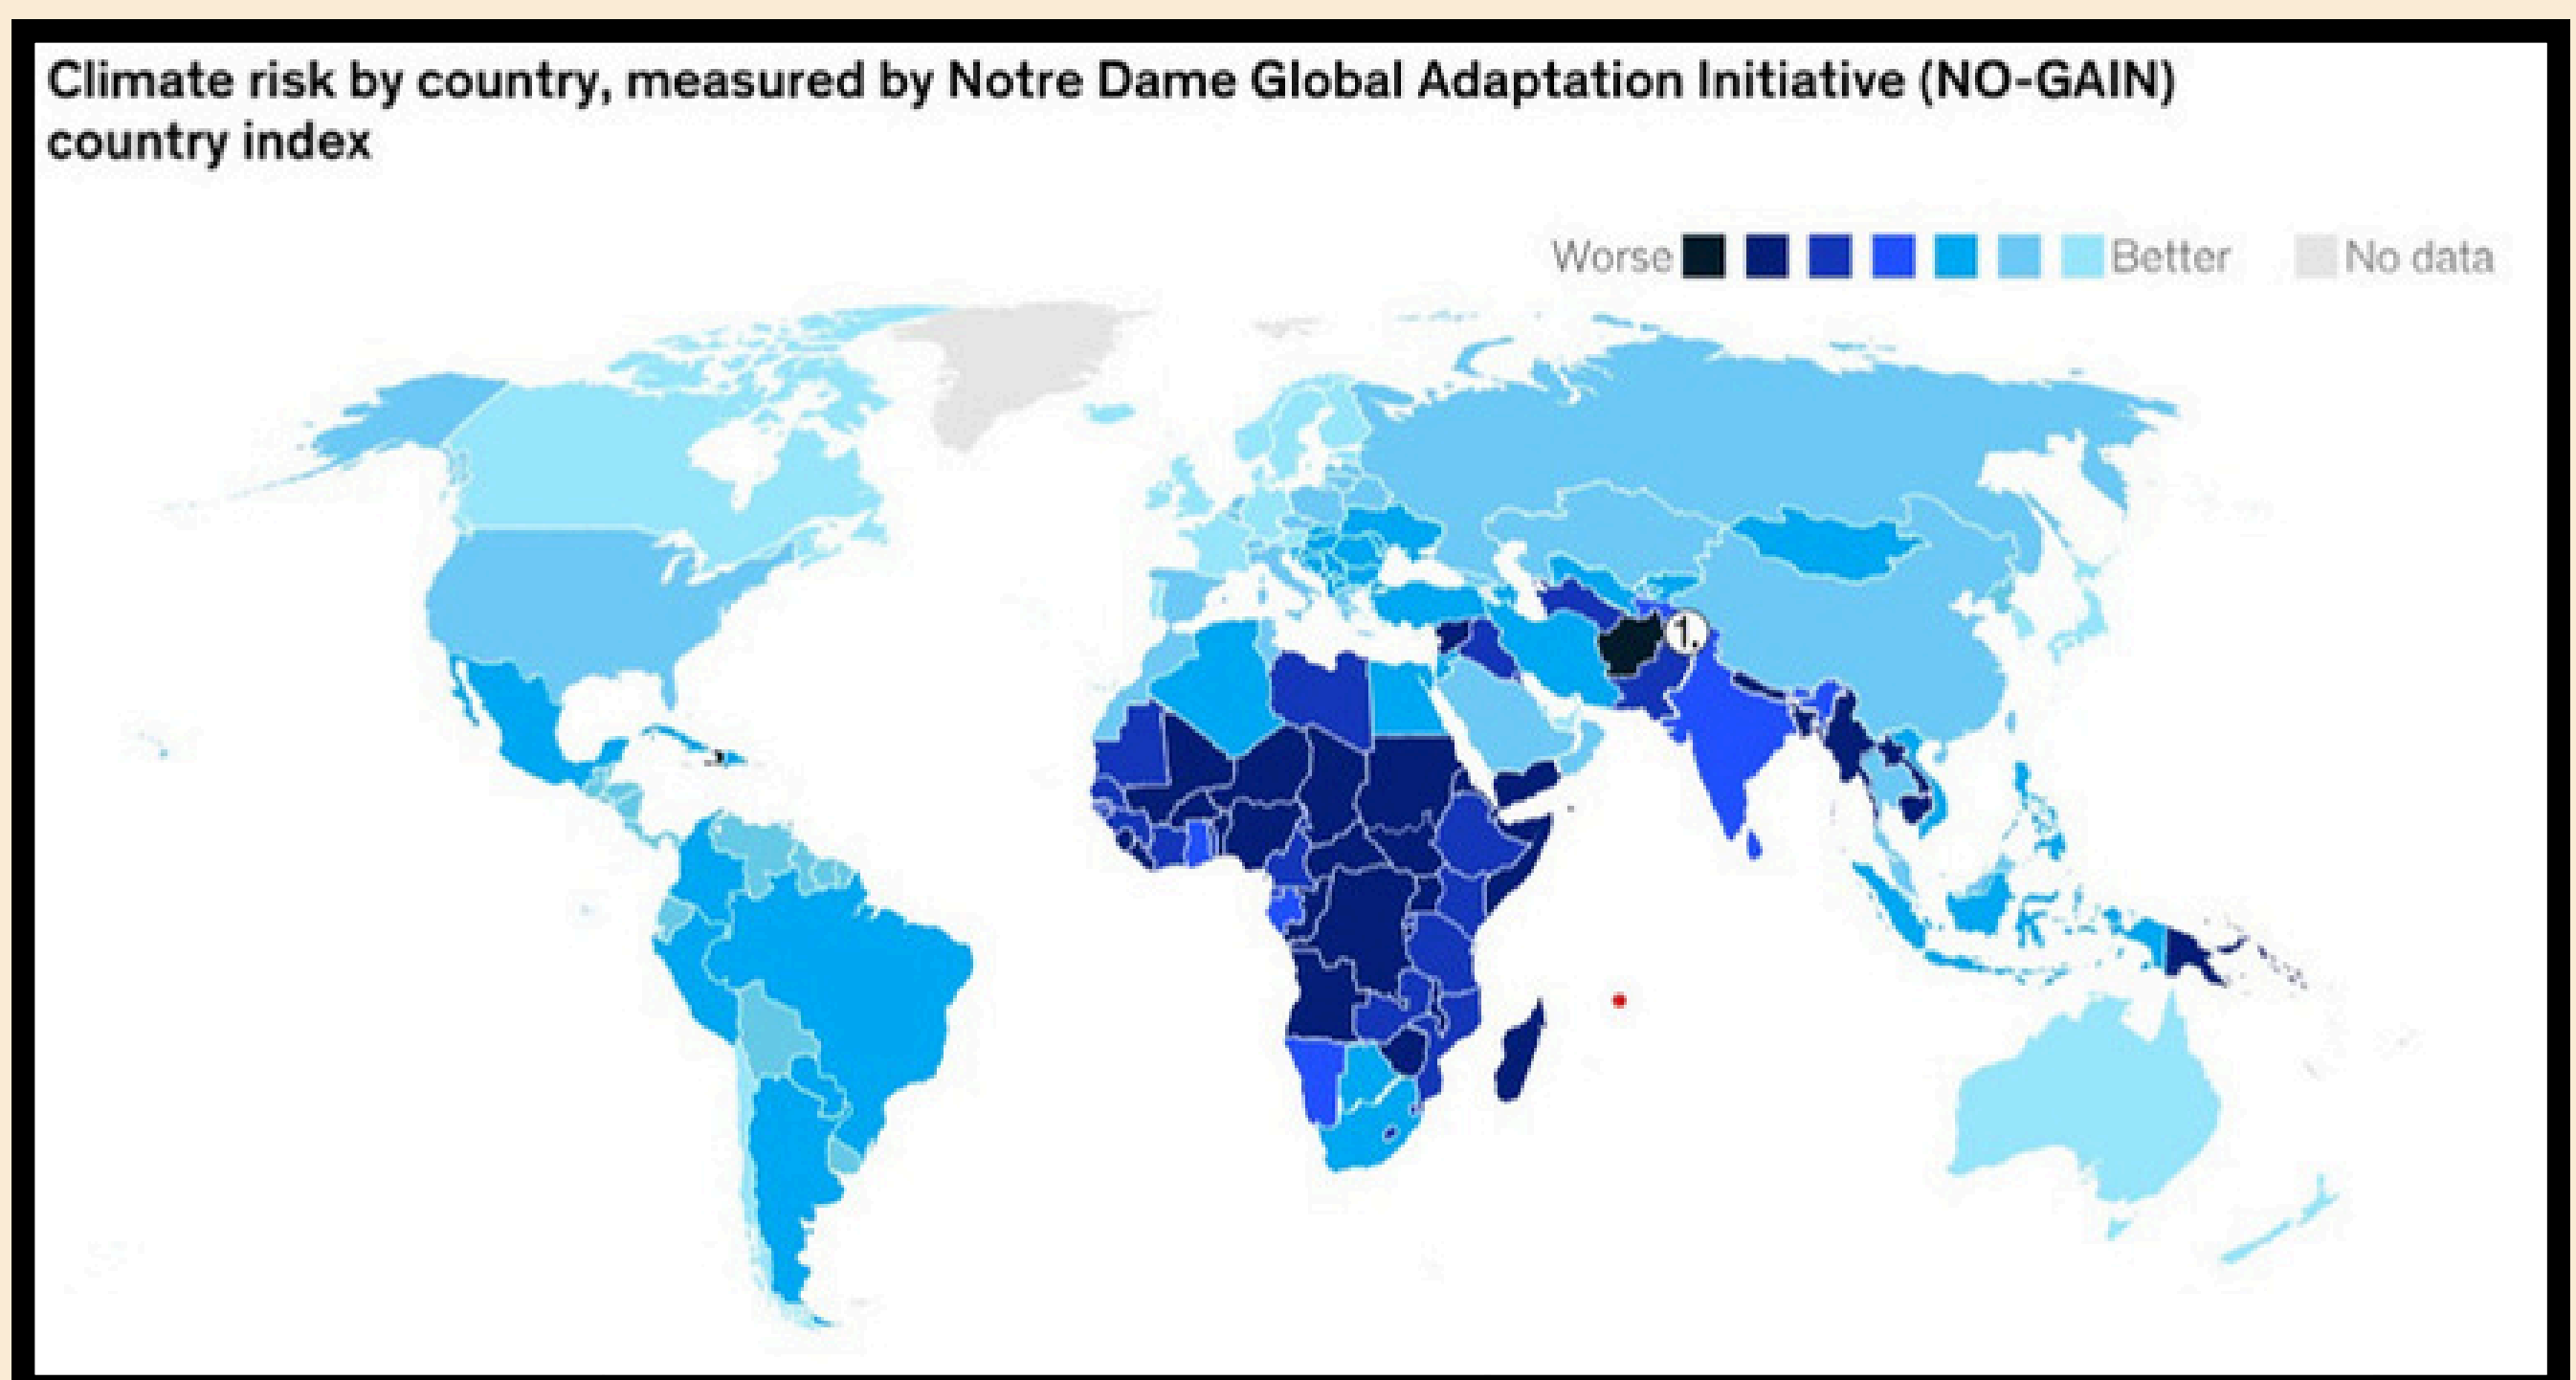 Climate risk by country, measured by Notre Dame Global Adaptation Initiative (NO-GAIN)
country index
Worse Better No data
1.